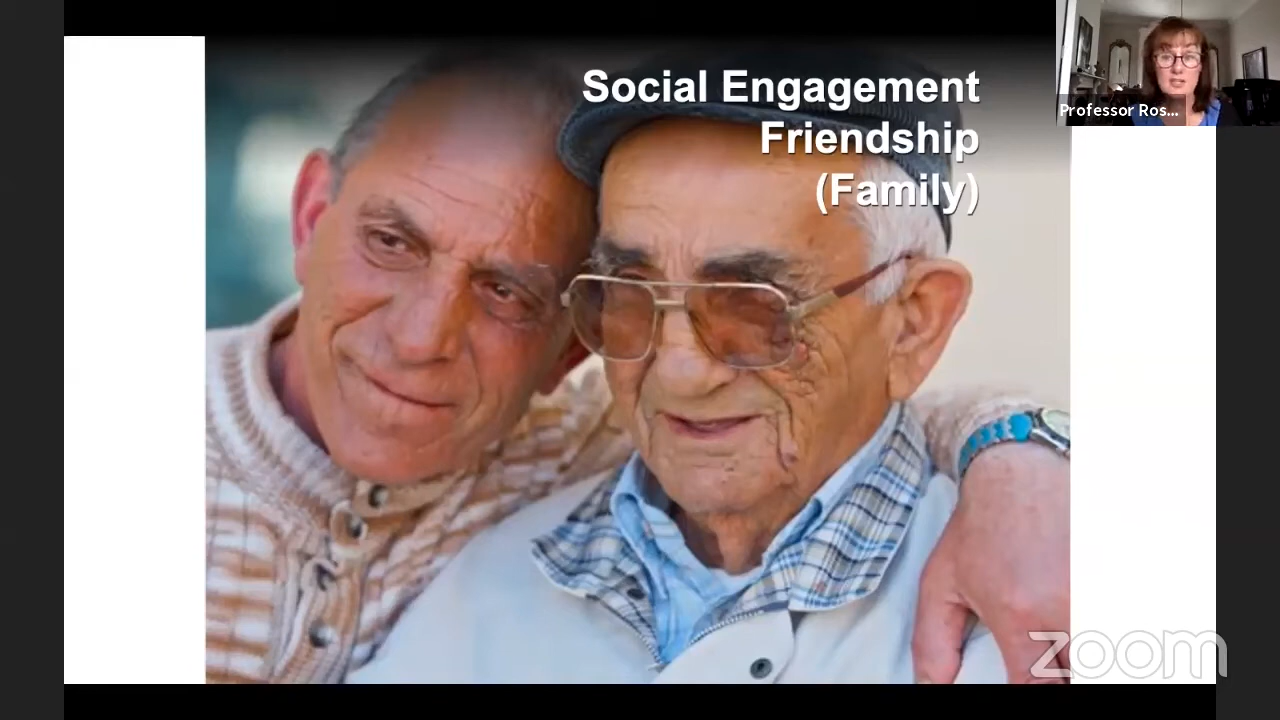 Social Engagement
Friendship
(Family)
Professor Ros...
zoom